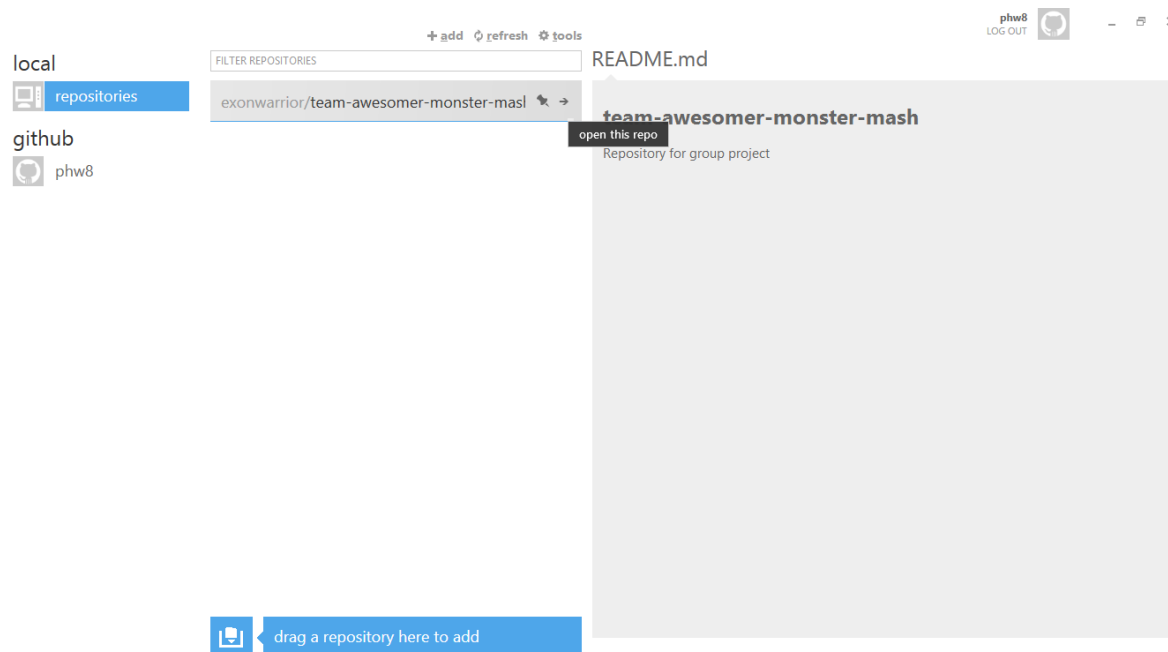 phw8
LOG OUT
add refresh tools
local
FILTER REPOSITORIES
README.md
repositories
exonwarrior/team-awesomer-monster-masl
team-awesomer-monster-mash
open this repo
github
Repository for group project
phw8
drag a repository here to add